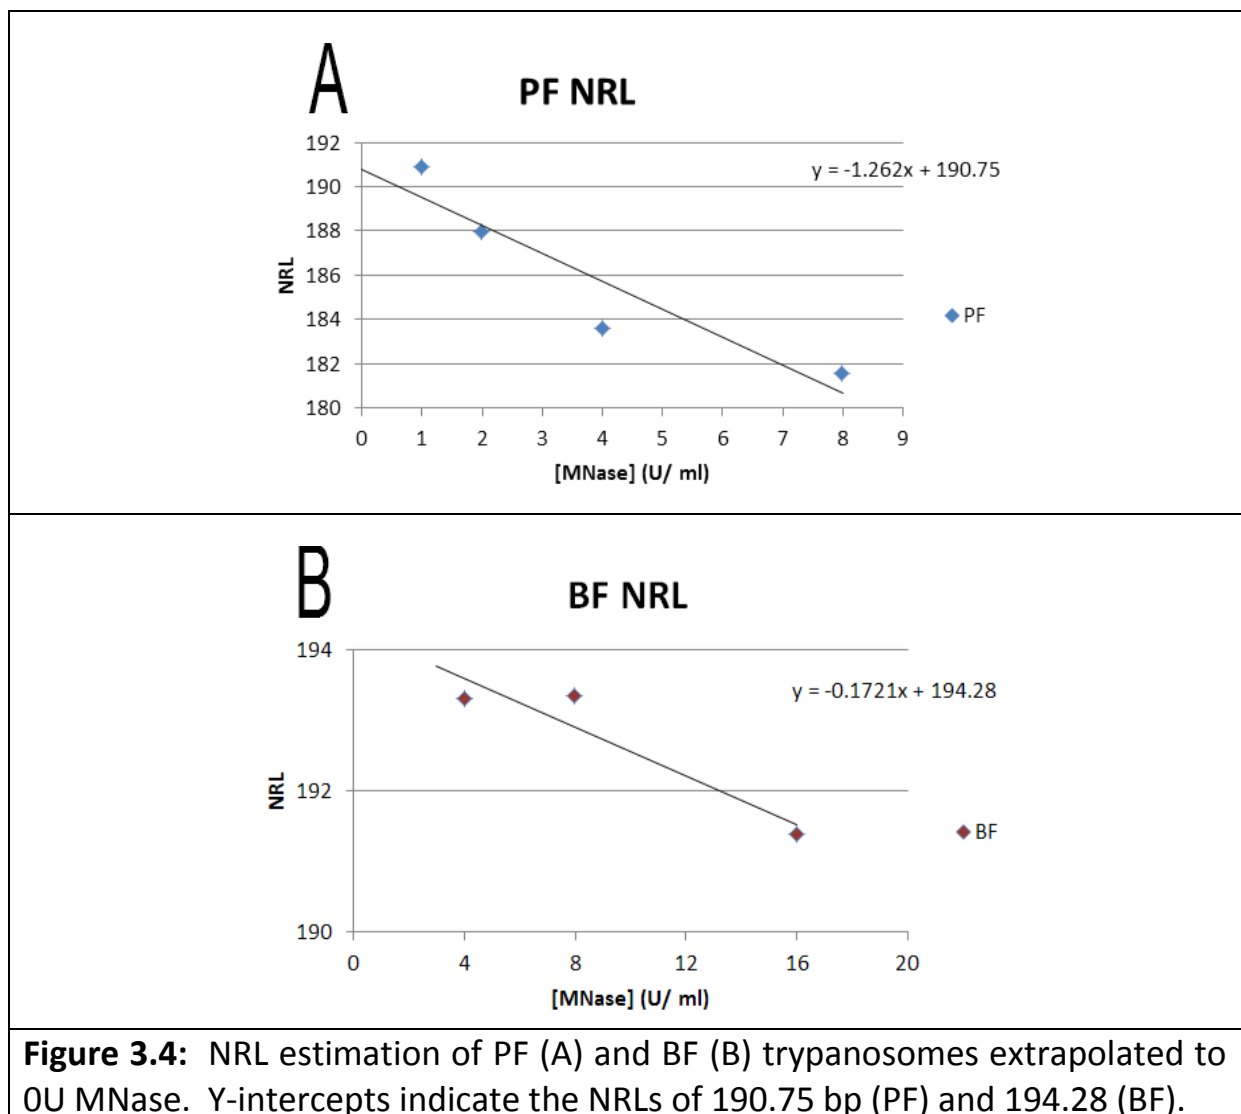 A
PF NRL
192
190
188
186
184
182
180
NRL
y = -1.262x + 190.75
PF
0 1 2 3 4 5 6 7 8 9
[MNase] (U/ ml)
B
BF NRL
194
192
190
NRL
y = -0.1721x + 194.28
BF
0 4 8 12 16 20
[MNase] (U/ ml)
Figure 3.4: NRL estimation of PF (A) and BF (B) trypanosomes extrapolated to
0U MNase. Y-intercepts indicate the NRLs of 190.75 bp (PF) and 194.28 (BF).